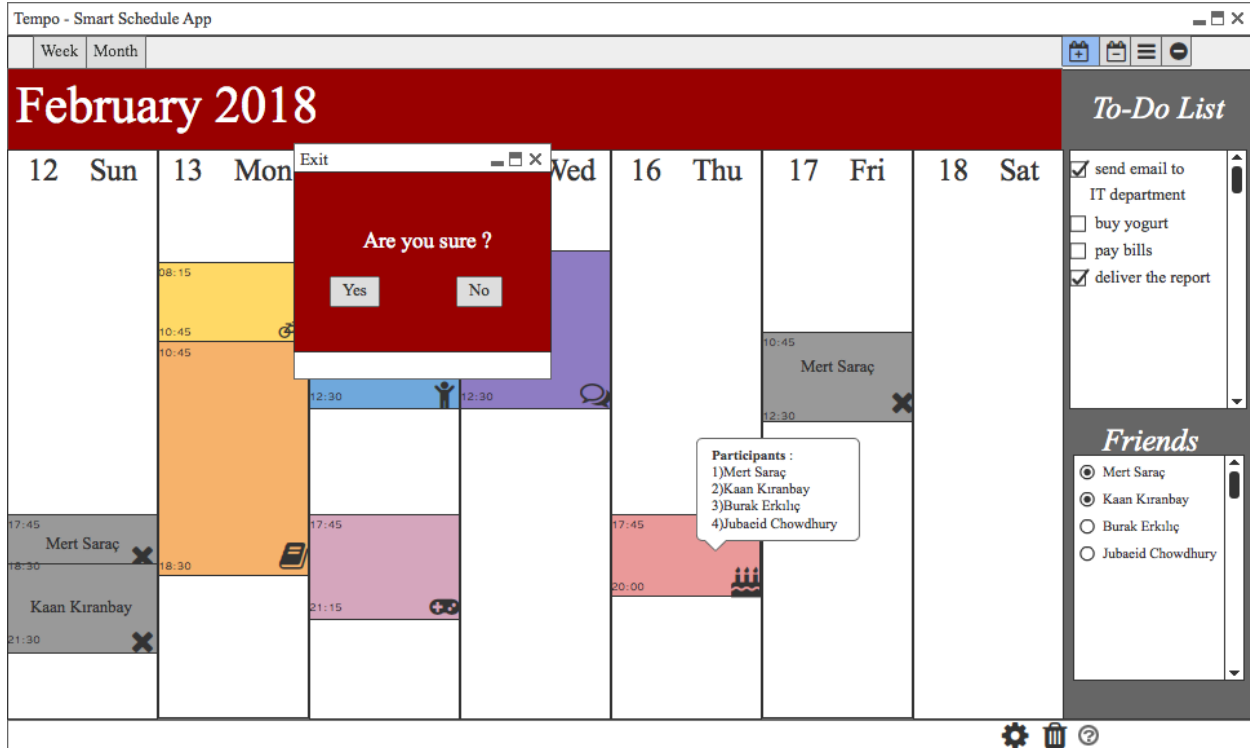 Tempo - Smart Schedule App
Week Month
February 2018
To-Do List
12 Sun 13 Mon Wed 16 Thu 17 Fri 18 Sat
Exit
Are you sure ?
Yes No
send email to
IT department
buy yogurt
pay bills
deliver the report
08:15
10:45
10:45
12:30
12:30
10:45
Mert Saraç
12:30
Participants :
1)Mert Saraç
2)Kaan Kıranbay
3)Burak Erkılıç
4)Jubaeid Chowdhury
Friends
Mert Saraç
Kaan Kıranbay
Burak Erkılıç
Jubaeid Chowdhury
17:45
Mert Saraç
18:30
Kaan Kıranbay
21:30
18:30
17:45
21:15
17:45
20:00